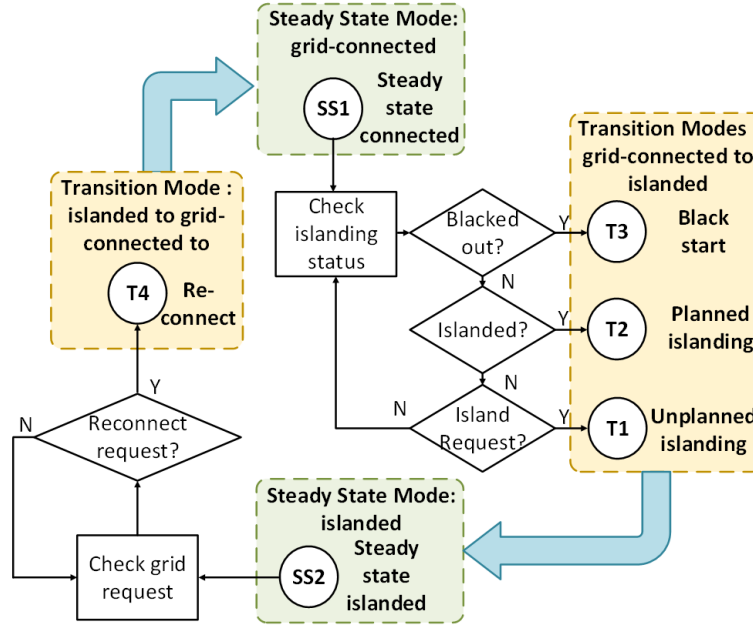 Steady State Mode:
grid-connected
SS1
Steady
state
connected
Transition Modes
grid-connected to
islanded
T3
Black
start
T2
Planned
islanding
T1
Unplanned
islanding
Transition Mode :
islanded to grid-
connected to
T4
Re-
connect
Check
islanding
status
Blacked
out?
Y
N
Islanded?
Y
N
Island
Request?
Y
N
Reconnect
request?
Y
N
Check grid
request
Steady State Mode:
islanded
SS2
Steady
state
islanded